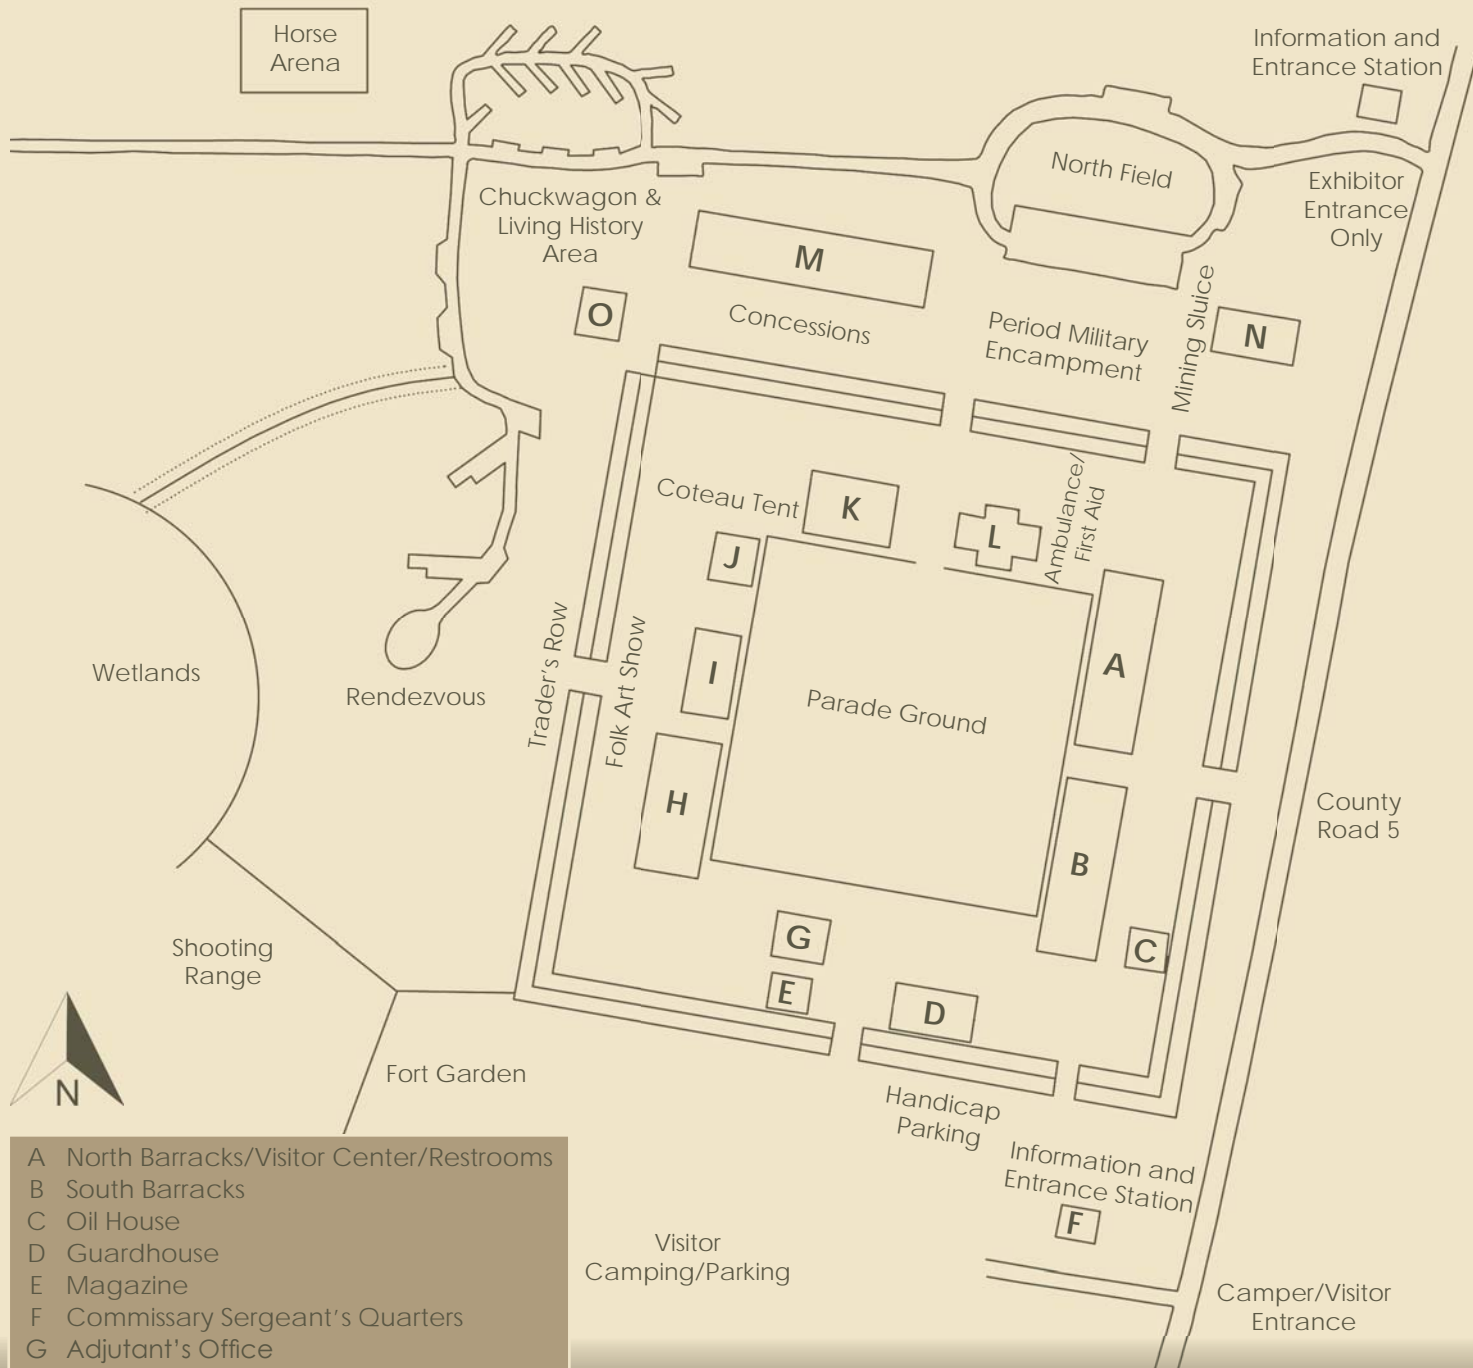 Horse
Arena
Information and
Entrance Station
North Field
Exhibitor
Entrance
Only
Chuckwagon &
Living History
Area
M
O
Concessions
Period Military
Encampment
Mining Sluice
N
Coteau Tent
K
L
Ambulance/
First Aid
J
I
A
Wetlands
Rendezvous
Trader's Row
Folk Art Show
Parade Ground
H
B
County
Road 5
G
C
E
D
Shooting
Range
N
Fort Garden
Handicap
Parking
Information and
Entrance Station
F
Visitor
Camping/Parking
Camper/Visitor
Entrance
A North Barracks/Visitor Center/Restrooms
B South Barracks
C Oil House
D Guardhouse
E Magazine
F Commissary Sergeant's Quarters
G Adjutant's Office